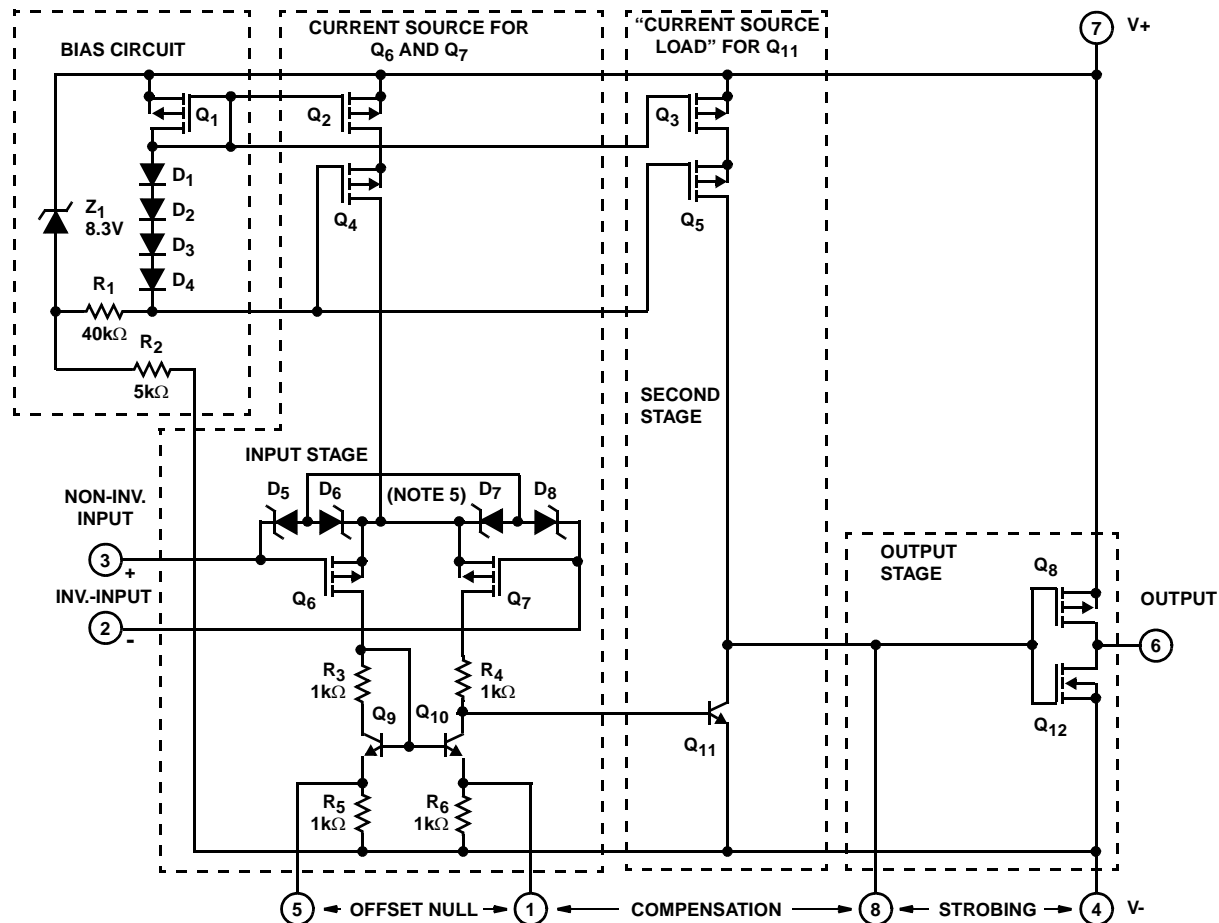 BIAS CIRCUIT
CURRENT SOURCE FOR
Q6 AND Q7
“CURRENT SOURCE
LOAD” FOR Q11
7
V+
Q1
Q2
Q3
D1
D2
D3
D4
Z1
8.3V
Q4
Q5
R1
40kΩ
R2
5kΩ
SECOND
STAGE
INPUT STAGE
D5
D6
(NOTE 5)
D7
D8
NON-INV.
INPUT
3
+
Q6
Q7
INV.-INPUT
2
-
OUTPUT
STAGE
Q8
OUTPUT
6
R3
1kΩ
R4
1kΩ
Q9
Q10
Q11
Q12
R5
1kΩ
R6
1kΩ
5
OFFSET NULL
1
COMPENSATION
8
STROBING
4
V-